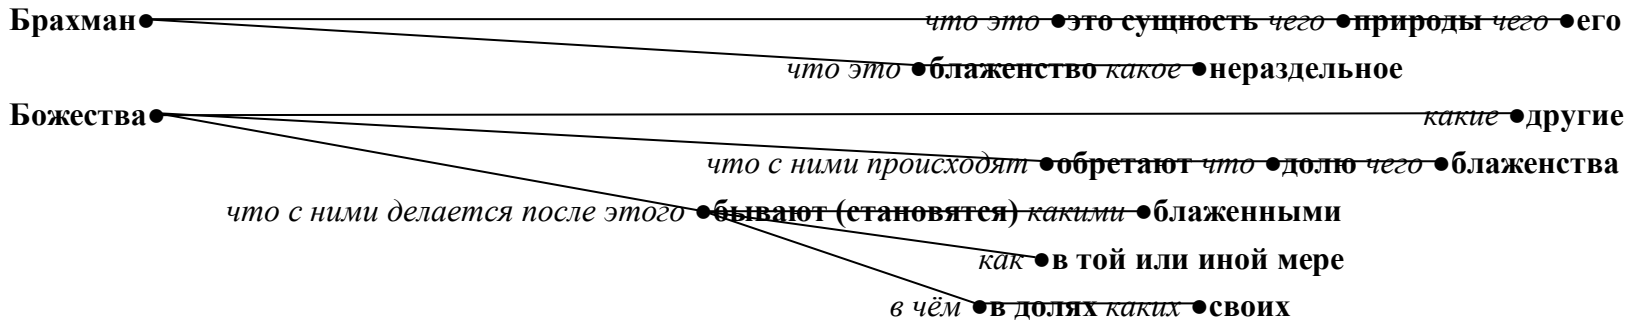 Брахман● что это ●это сущность чего ●природы чего ●его
что это ●блаженство какое ●нераздельное
Божества● какие ●другие
что с ними происходят ●обретают что ●долю чего ●блаженства
что с ними делается после этого ●бывают (становятся) какими ●блаженными
как ●в той или иной мере
в чём ●в долях каких ●своих